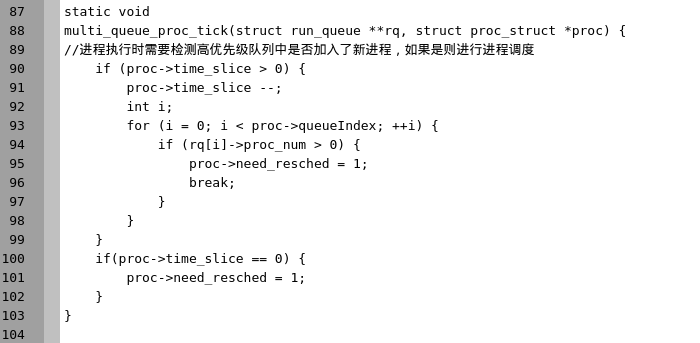 87 static void
88 multi_queue_proc_tick(struct run_queue **rq, struct proc_struct *proc) {
89 //进程执行时需要检测高优先级队列中是否加入了新进程，如果是则进行进程调度
90     if (proc->time_slice > 0) {
91         proc->time_slice --;
92         int i;
93         for (i = 0; i < proc->queueIndex; ++i) {
94             if (rq[i]->proc_num > 0) {
95                 proc->need_resched = 1;
96                 break;
97             }
98         }
99     }
100     if(proc->time_slice == 0) {
101         proc->need_resched = 1;
102     }
103 }
104